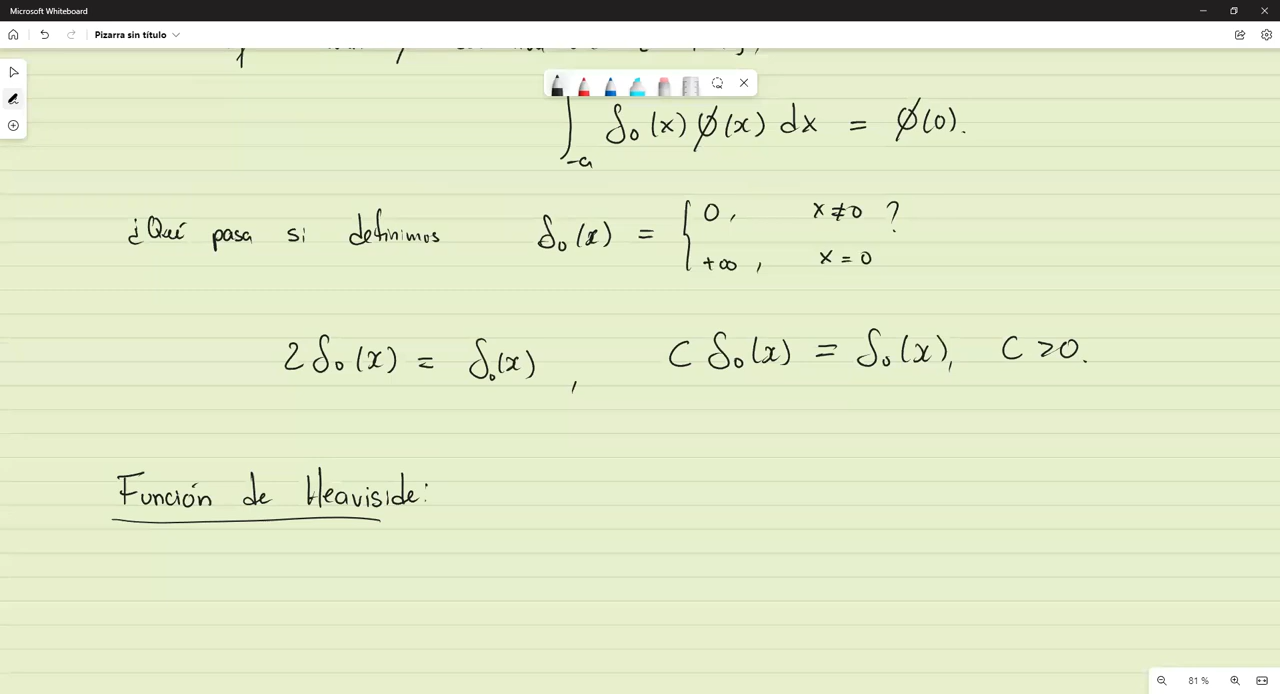 Microsoft Whiteboard
Pizarra sin título
∫_{-a} δ₀(x) φ(x) dx = φ(0).
¿Qué pasa si definimos δ₀(x) = { 0, x ≠ 0 ?
+∞, x = 0
2δ₀(x) = δ₀(x), C δ₀(x) = δ₀(x), C > 0.
Función de Heaviside:
81 %